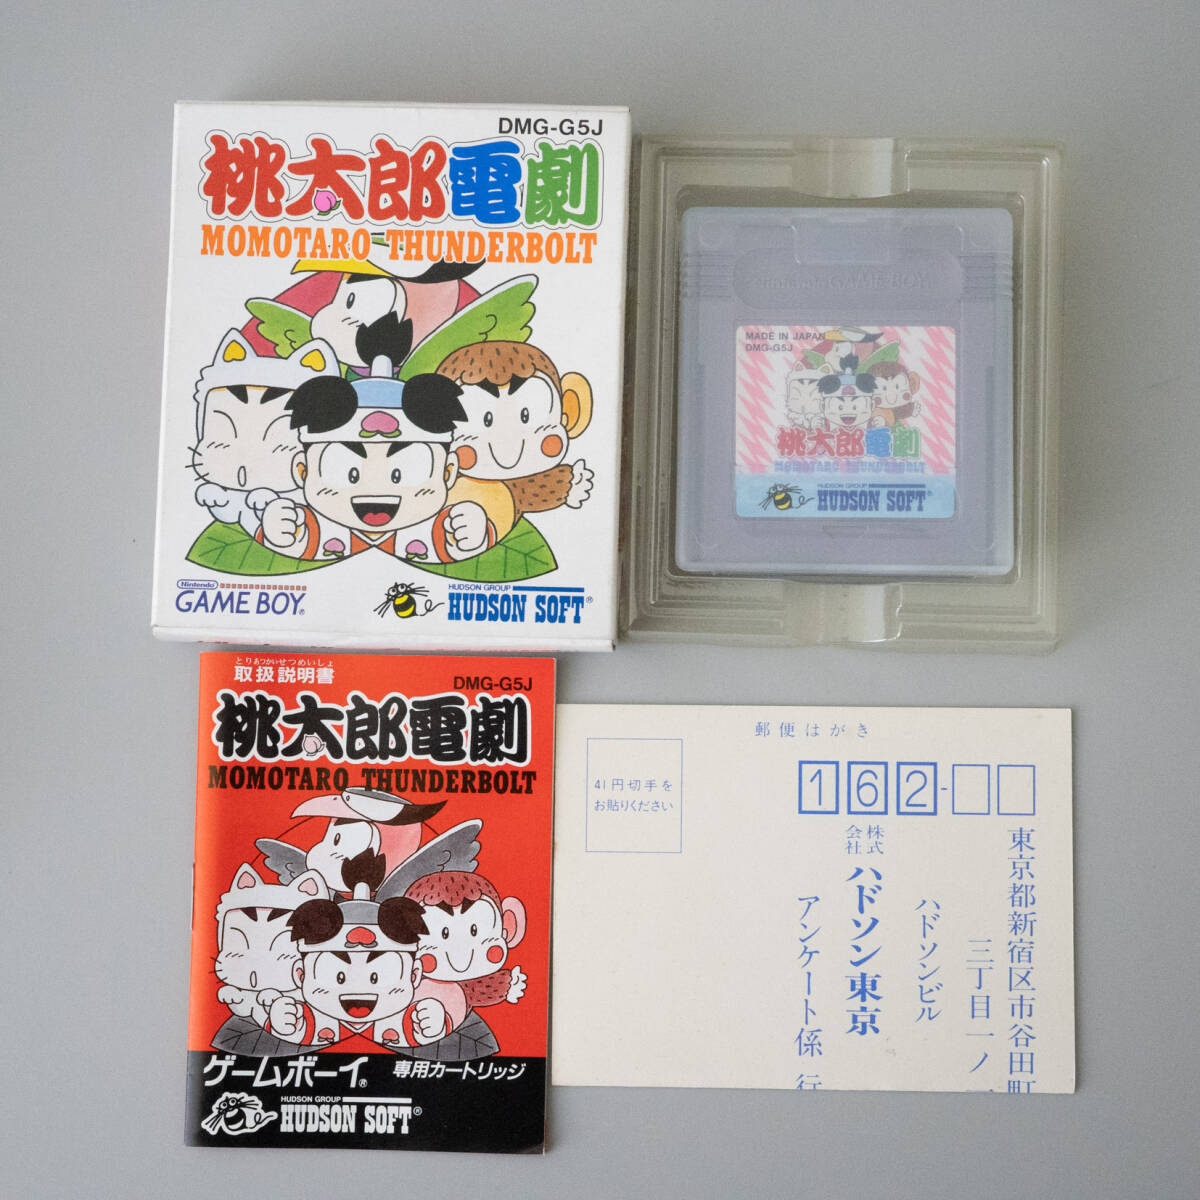 DMG-G5J
桃太郎電劇
MOMOTARO THUNDERBOLT
Nintendo
GAME BOY®
HUDSON GROUP
HUDSON SOFT®
Nintendo GAME BOY
MADE IN JAPAN
DMG-G5J
桃太郎電劇
MOMOTARO THUNDERBOLT
HUDSON GROUP
HUDSON SOFT®
とりあつかいせつめいしょ
取扱説明書
DMG-G5J
桃太郎電劇
MOMOTARO THUNDERBOLT
ゲームボーイ® 専用カートリッジ
HUDSON GROUP
HUDSON SOFT®
郵便はがき
41円切手を
お貼りください
162-
東京都新宿区市谷田町
三丁目一ノ
ハドソンビル
株式会社 ハドソン東京
アンケート係 行